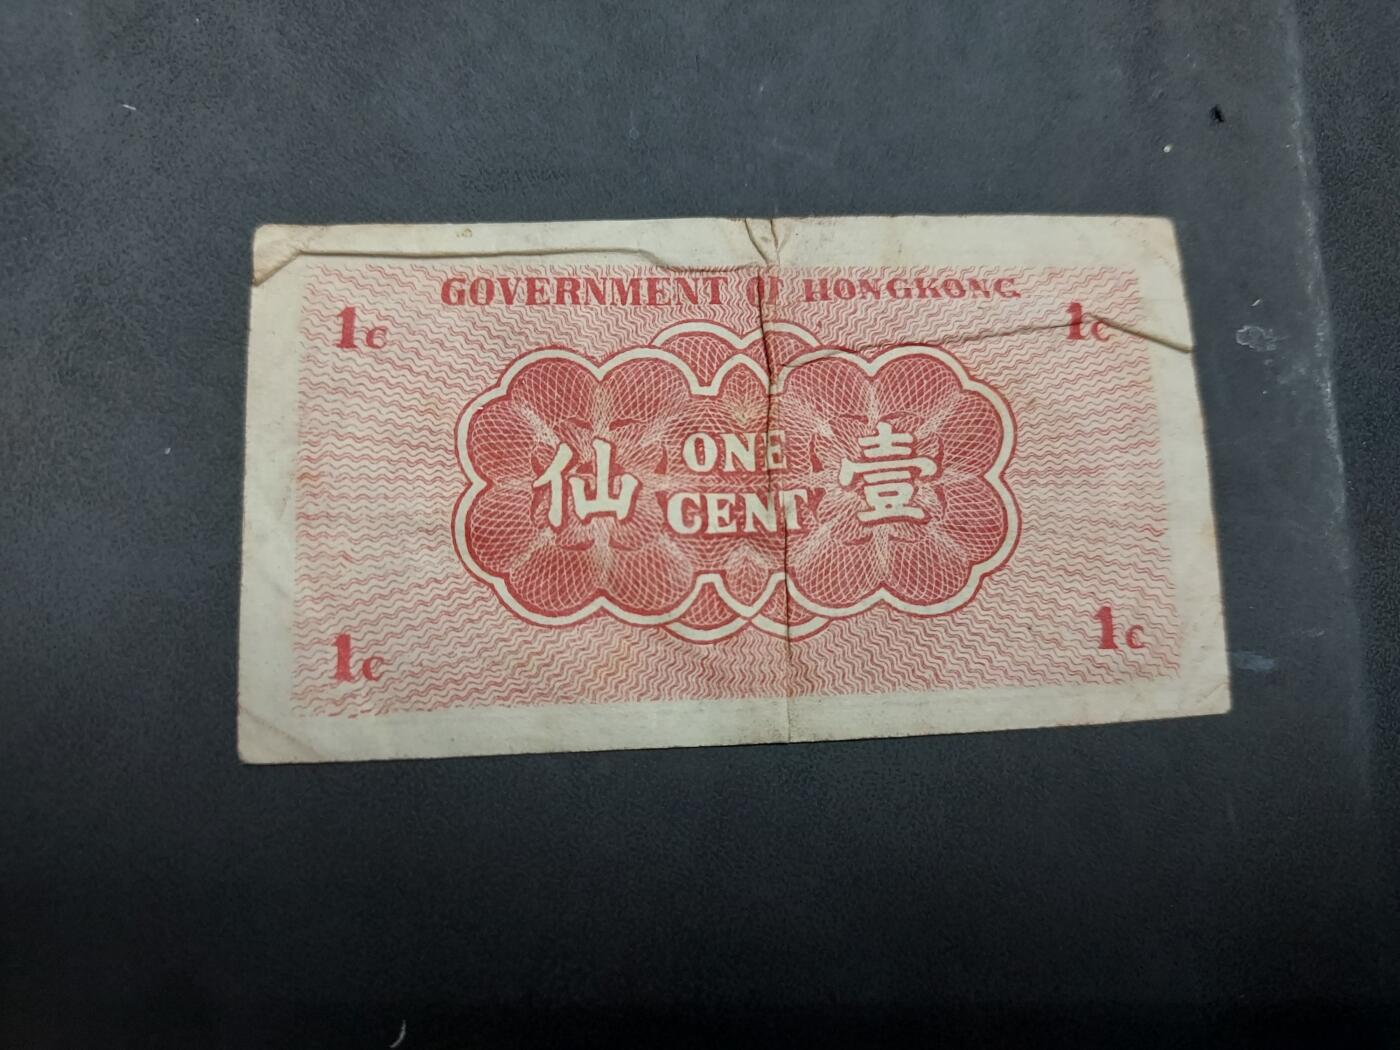 GOVERNMENT OF HONGKONG
1c
1c
仙
ONE
CENT
壹
1c
1c